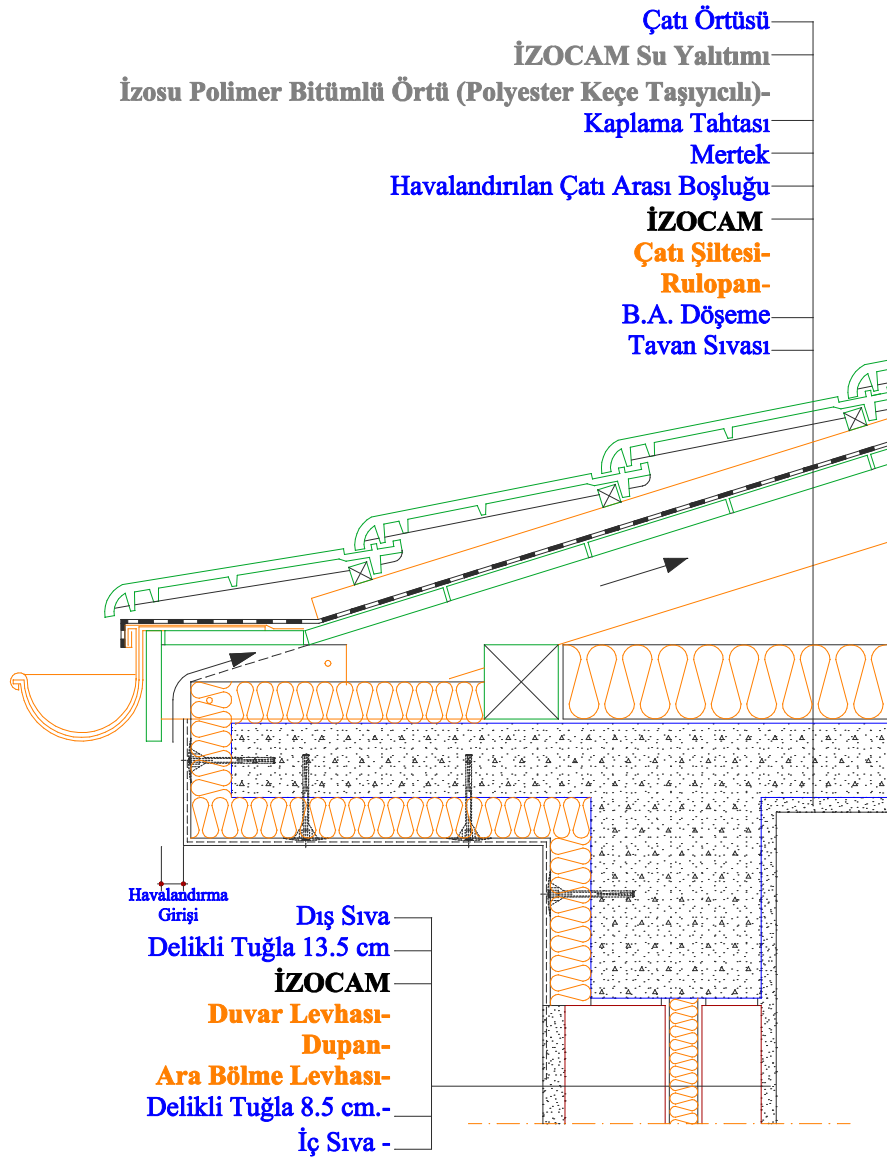 Çatı Örtüsü
İZOCAM Su Yalıtımı
İzosu Polimer Bitümlü Örtü (Polyester Keçe Taşıyıcılı)-
Kaplama Tahtası
Mertek
Havalandırılan Çatı Arası Boşluğu
İZOCAM
Çatı Şiltesi-
Rulopan-
B.A. Döşeme
Tavan Sıvası
Havalandırma
Girişi
Dış Sıva
Delikli Tuğla 13.5 cm
İZOCAM
Duvar Levhası-
Dupan-
Ara Bölme Levhası-
Delikli Tuğla 8.5 cm.-
İç Sıva -